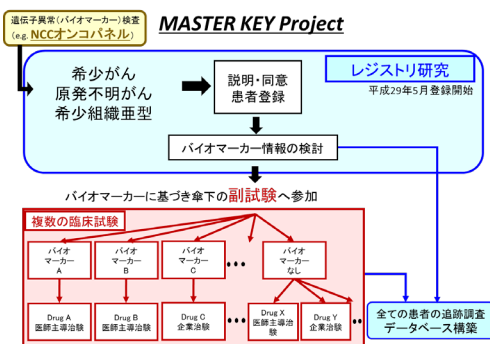 遺伝子異常(バイオマーカー)検査
(e.g. NCCオンコパネル)
MASTER KEY Project
希少がん
原発不明がん
希少組織亜型
説明・同意
患者登録
レジストリ研究
平成29年5月登録開始
バイオマーカー情報の検討
バイオマーカーに基づき傘下の副試験へ参加
複数の臨床試験
バイオ
マーカー
A
バイオ
マーカー
B
バイオ
マーカー
C
•••
バイオ
マーカー
なし
Drug A
医師主導治験
Drug B
医師主導治験
Drug C
企業治験
•••
Drug X
医師主導治
験
Drug Y
企業治験
••
全ての患者の追跡調査
データベース構築